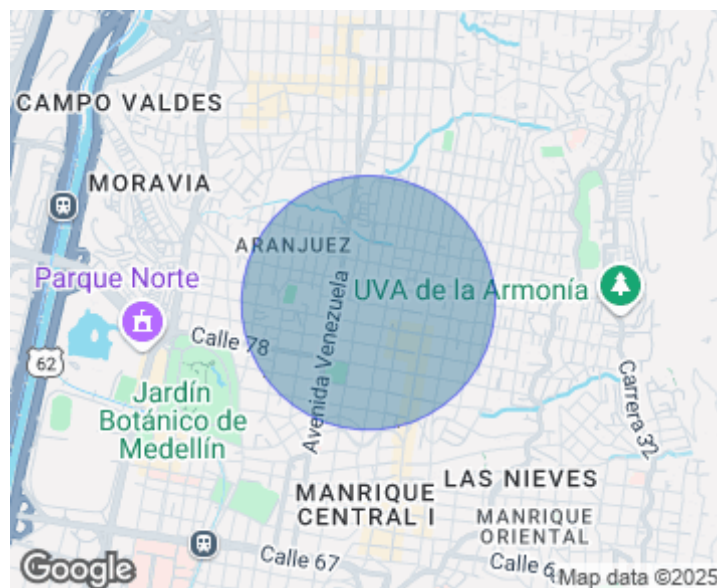 CAMPO VALDES
MORAVIA
ARANJUEZ
Parque Norte
UVA de la Armonía
Avenida Venezuela
Calle 78
62
Jardín
Botánico de
Medellín
Carrera 32
LAS NIEVES
MANRIQUE
CENTRAL I
MANRIQUE
ORIENTAL
Calle 67
Calle 6
Google
Map data ©2025